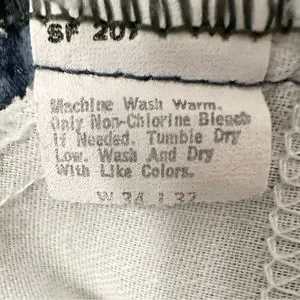 SF 207
Machine Wash Warm.
Only Non-Chlorine Bleach
If Needed. Tumble Dry
Low. Wash And Dry
With Like Colors.
W 34 L 32